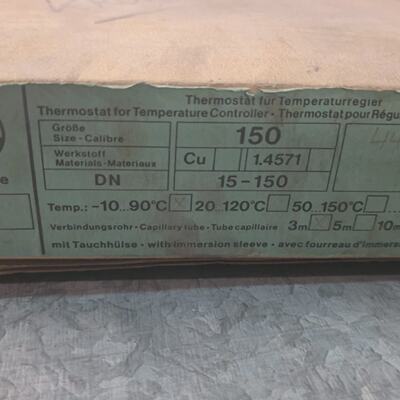 Thermostat für Temperaturregler
Thermostat for Temperature Controller · Thermostat pour Régu
Größe
Size - Calibre
150
Werkstoff
Materials - Materiaux
Cu
1.4571
DN
15-150
e
Temp.: -10...90°C 20...120°C 50...150°C
Verbindungsrohr - Capillary tube - Tube capillaire 3m 5m 10m
mit Tauchhülse - with immersion sleeve - avec fourreau d'immers